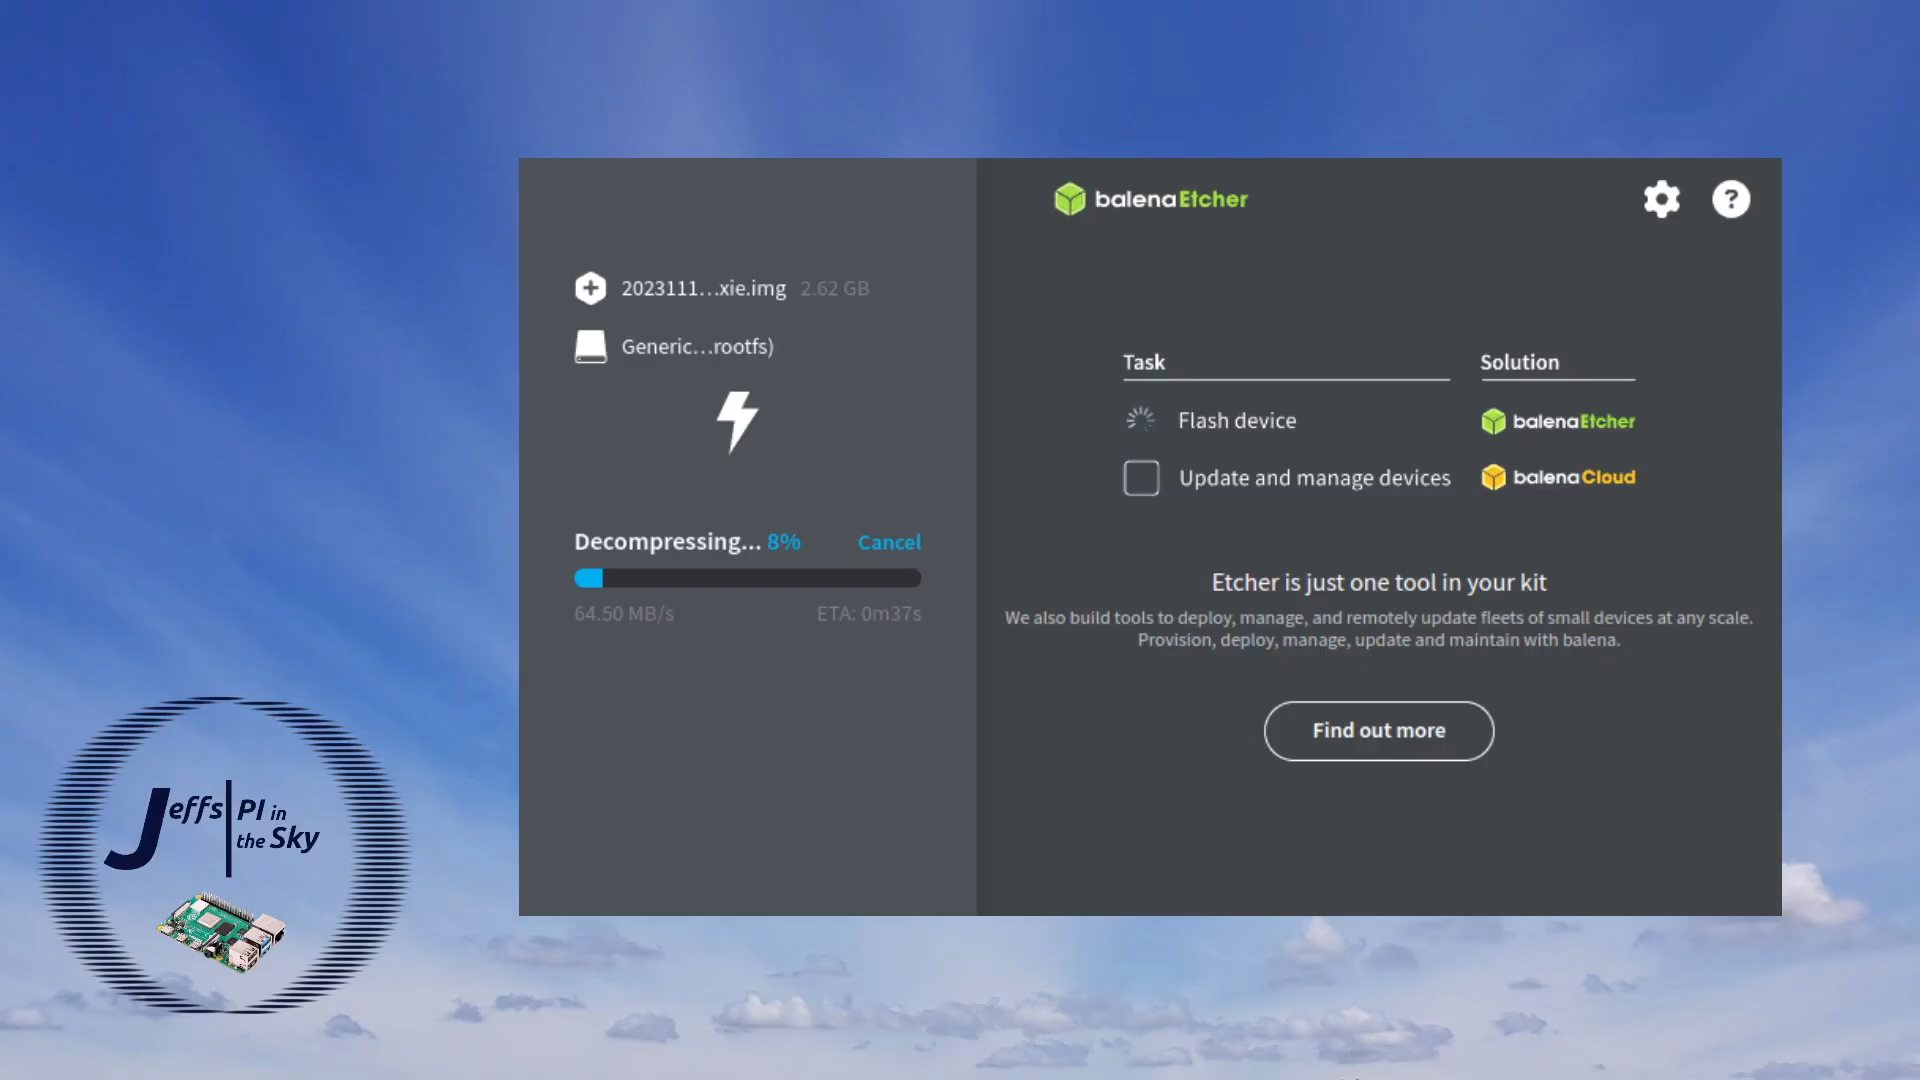 balenaEtcher
?
2023111...xie.img 2.62 GB
Generic...rootfs)
Task Solution
Flash device balenaEtcher
Update and manage devices balenaCloud
Decompressing... 8% Cancel
64.50 MB/s ETA: 0m37s
Etcher is just one tool in your kit
We also build tools to deploy, manage, and remotely update fleets of small devices at any scale.
Provision, deploy, manage, update and maintain with balena.
Find out more
Jeffs PI in
the Sky